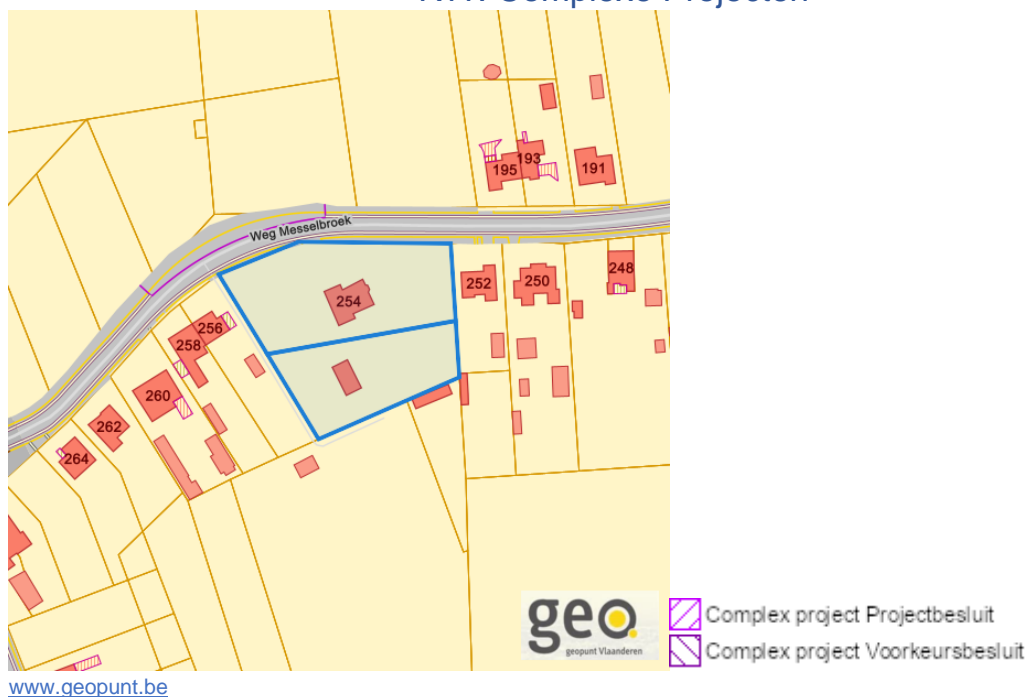 Weg Messelbroek
195
193
191
254
252
250
248
256
258
260
262
264
geo
geopunt Vlaanderen
Complex project Projectbesluit
Complex project Voorkeursbesluit
www.geopunt.be